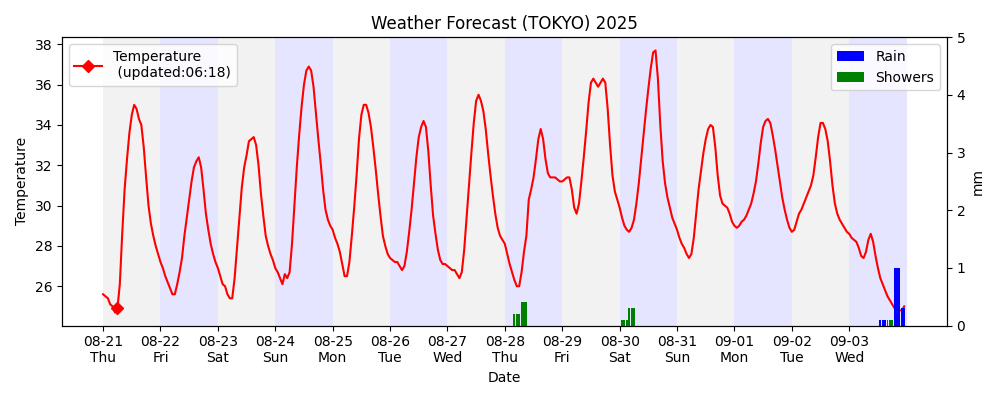 Weather Forecast (TOKYO) 2025
Temperature
(updated:06:18)
Rain
Showers
Temperature
38
36
34
32
30
28
26
5
4
3
2
1
0
mm
08-21 08-22 08-23 08-24 08-25 08-26 08-27 08-28 08-29 08-30 08-31 09-01 09-02 09-03
Thu Fri Sat Sun Mon Tue Wed Thu Fri Sat Sun Mon Tue Wed
Date